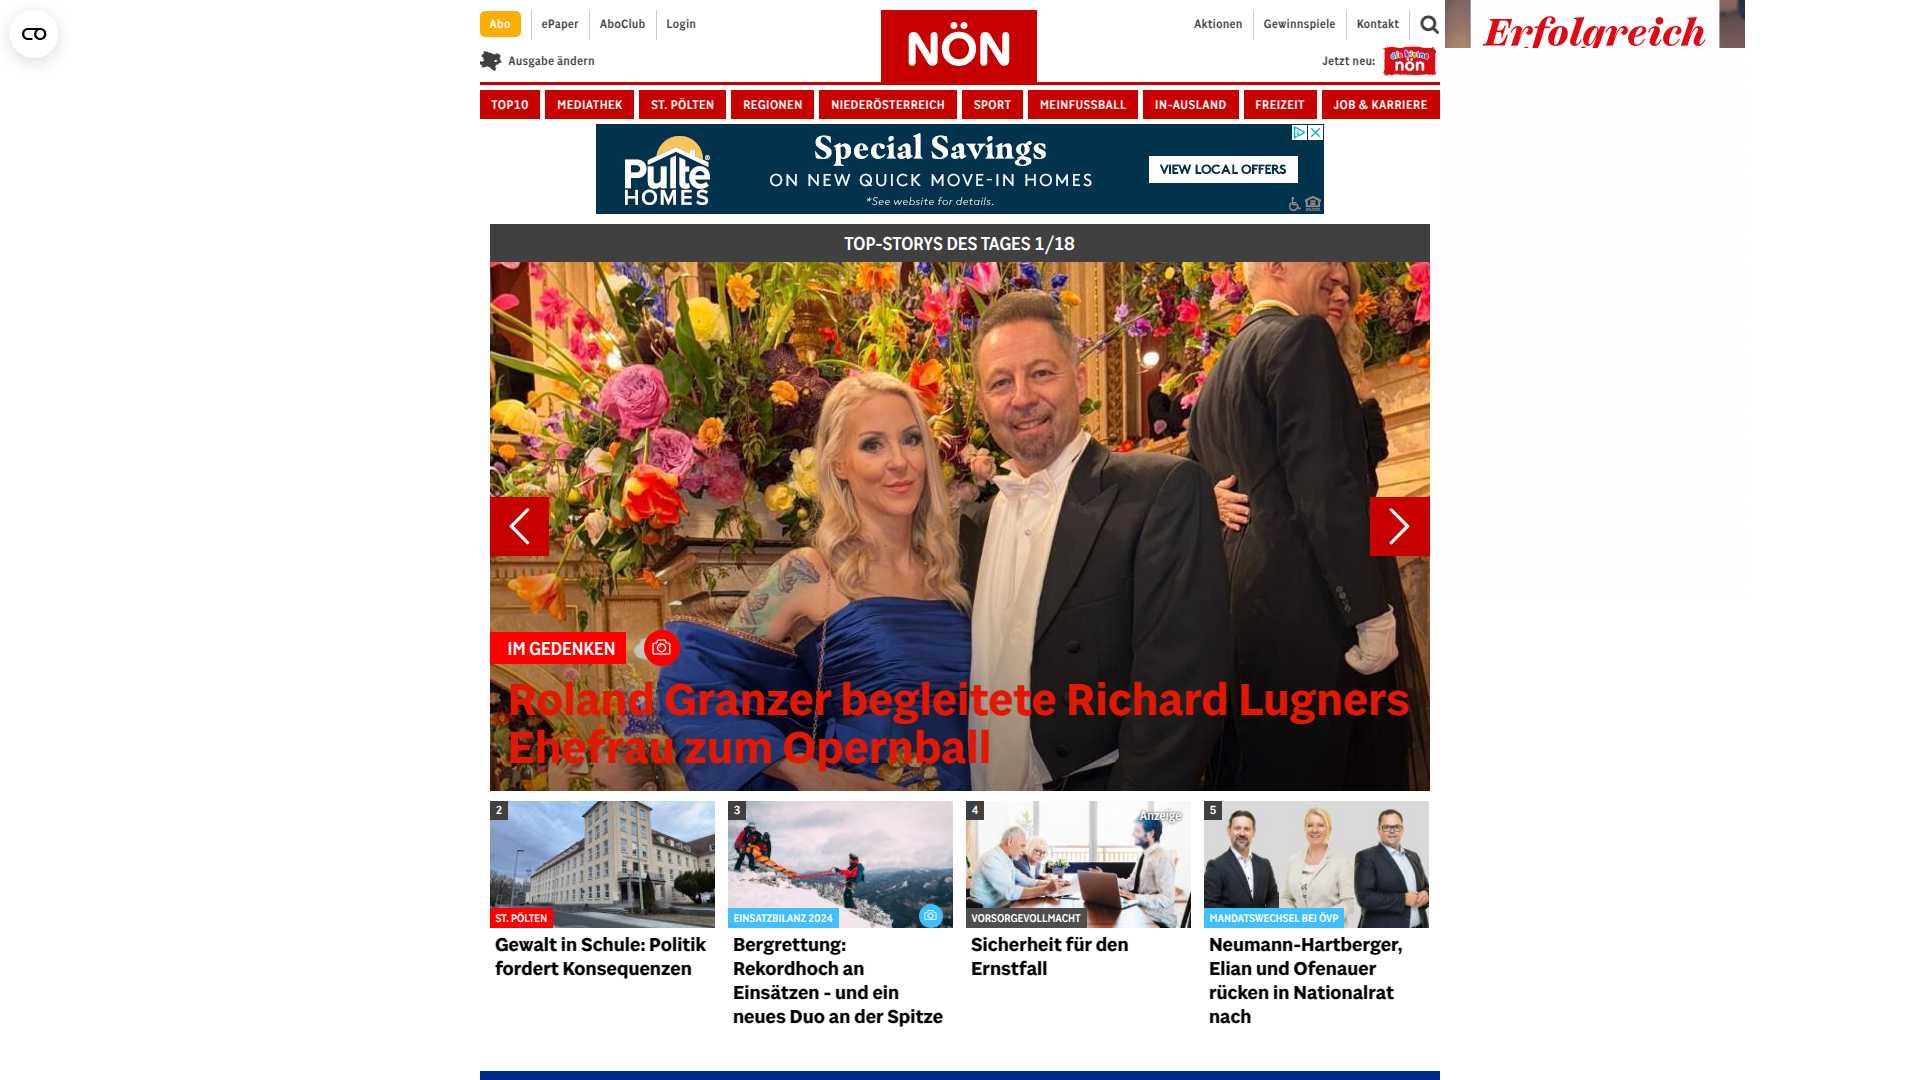 Abo
ePaper
AboClub
Login
NÖN
Aktionen
Gewinnspiele
Kontakt
Erfolgreich
Ausgabe ändern
Jetzt neu:
die kleine
nön
TOP10
MEDIATHEK
ST. PÖLTEN
REGIONEN
NIEDERÖSTERREICH
SPORT
MEINFUSSBALL
IN-AUSLAND
FREIZEIT
JOB & KARRIERE
Pulte
HOMES
Special Savings
ON NEW QUICK MOVE-IN HOMES
*See website for details.
VIEW LOCAL OFFERS
TOP-STORYS DES TAGES 1/18
IM GEDENKEN
Roland Granzer begleitete Richard Lugners
Ehefrau zum Opernball
2
ST. PÖLTEN
Gewalt in Schule: Politik
fordert Konsequenzen
3
EINSATZBILANZ 2024
Bergrettung:
Rekordhoch an
Einsätzen - und ein
neues Duo an der Spitze
4
Anzeige
VORSORGEVOLLMACHT
Sicherheit für den
Ernstfall
5
MANDATSWECHSEL BEI ÖVP
Neumann-Hartberger,
Elian und Ofenauer
rücken in Nationalrat
nach